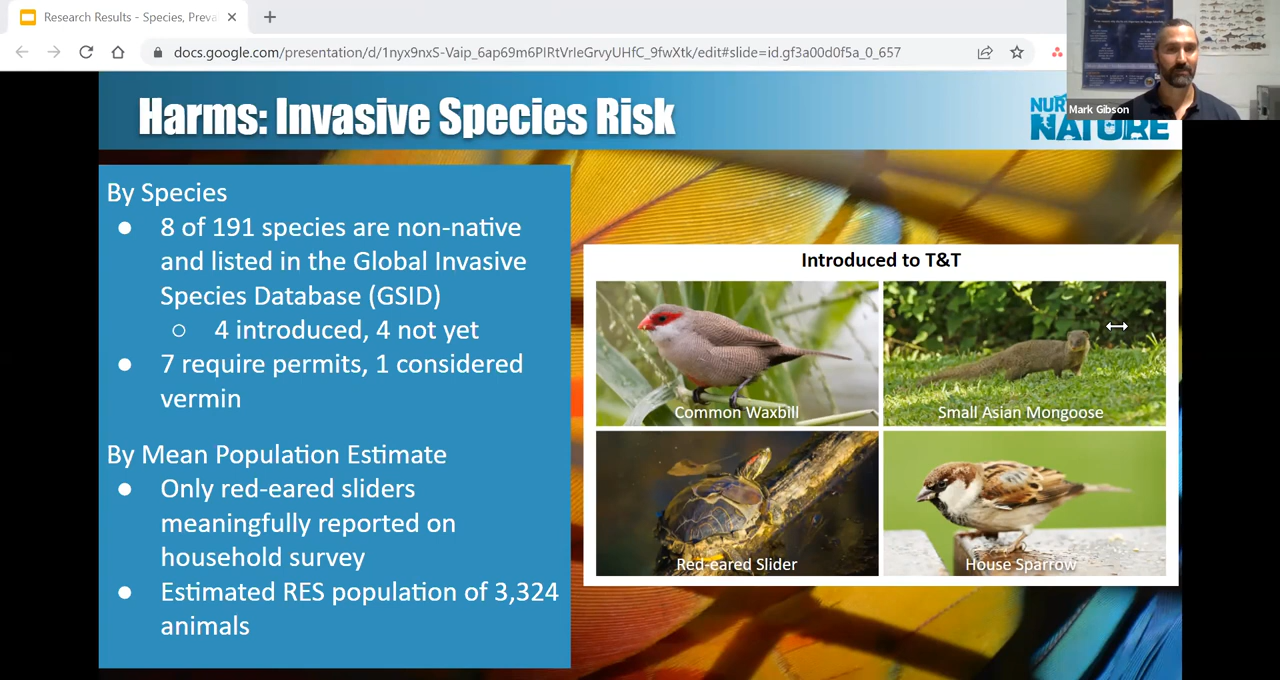 Research Results - Species, Preva
docs.google.com/presentation/d/1nyx9nxS-Vaip_6ap69m6PIRtVrIeGrvyUHfC_9fwXtk/edit#slide=id.gf3a00d0f5a_0_657
Mark Gibson
Harms: Invasive Species Risk
NUR
NATURE
By Species
● 8 of 191 species are non-native
and listed in the Global Invasive
Species Database (GSID)
○ 4 introduced, 4 not yet
● 7 require permits, 1 considered
vermin
By Mean Population Estimate
● Only red-eared sliders
meaningfully reported on
household survey
● Estimated RES population of 3,324
animals
Introduced to T&T
Common Waxbill
Small Asian Mongoose
Red-eared Slider
House Sparrow